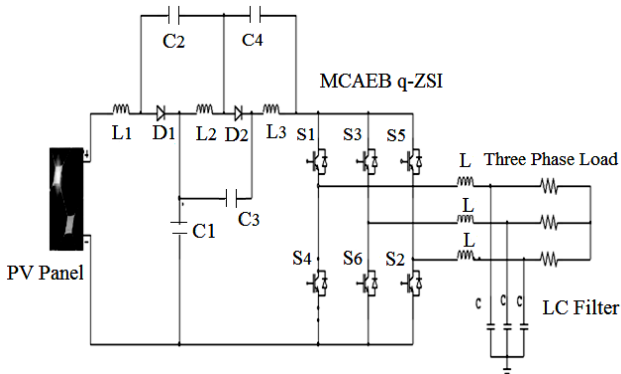 C2
C4
MCAEB q-ZSI
L1
D1
L2
D2
L3
S1
S3
S5
L
Three Phase Load
C3
L
C1
L
+
-
S4
S6
S2
PV Panel
C
C
C
LC Filter